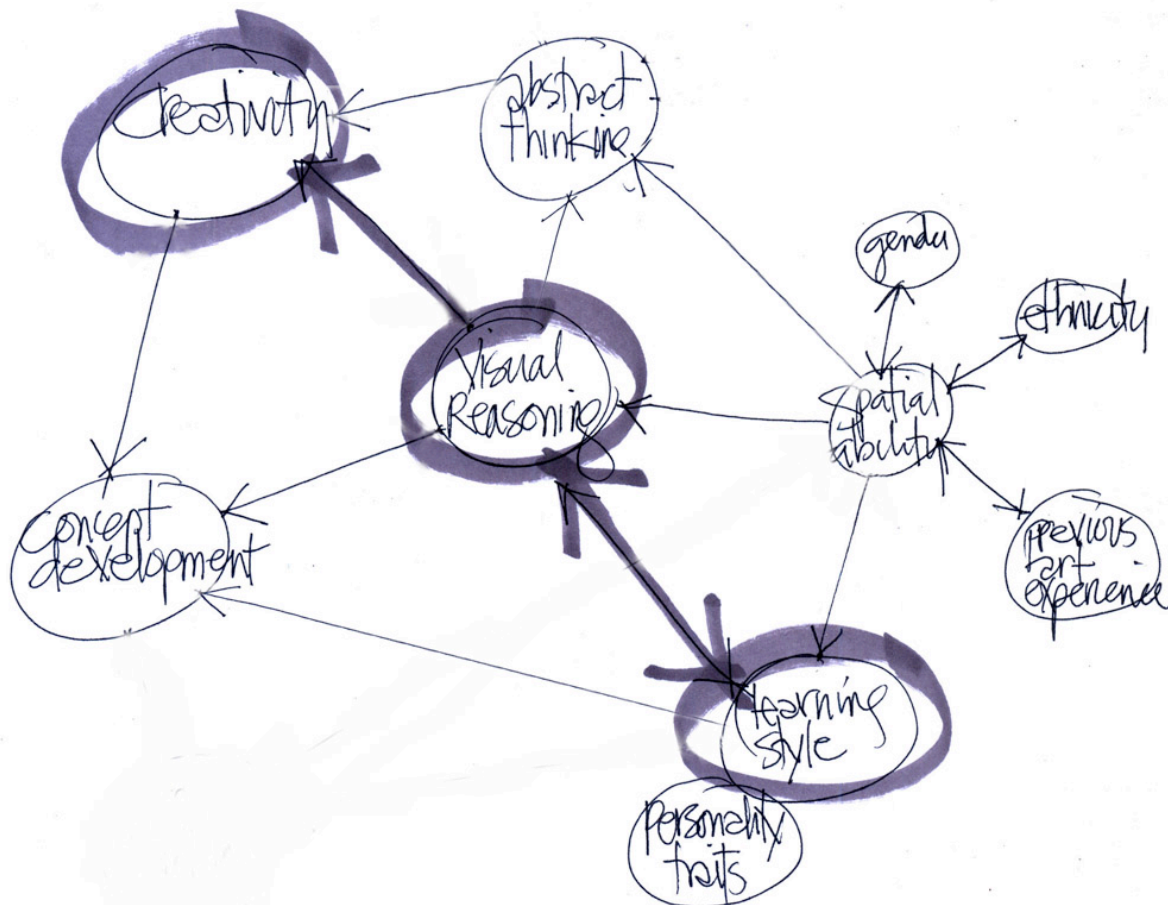 Creativity
abstract
thinking
gender
ethnicity
Visual
Reasoning
spatial
ability
concept
development
previous
art
experience
learning
style
personality
traits